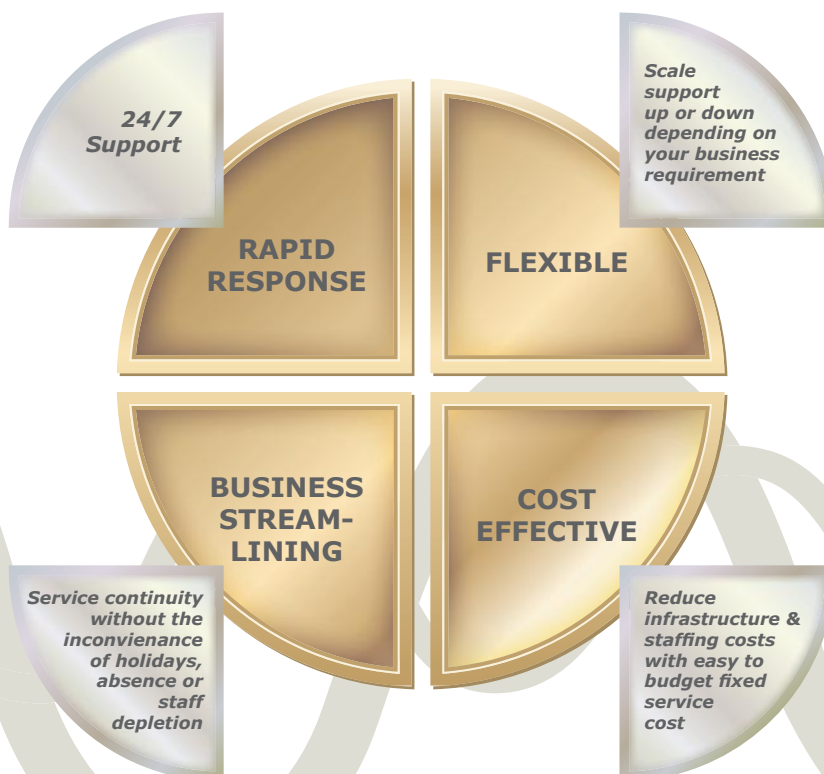 24/7
Support
Scale
support
up or down
depending on
your business
requirement
RAPID
RESPONSE
FLEXIBLE
BUSINESS
STREAM-
LINING
COST
EFFECTIVE
Service continuity
without the
inconvienance
of holidays,
absence or
staff
depletion
Reduce
infrastructure &
staffing costs
with easy to
budget fixed
service
cost